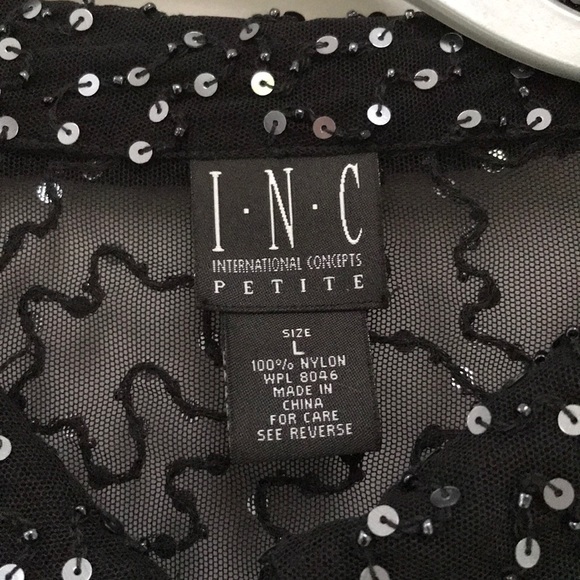 I·N·C
INTERNATIONAL CONCEPTS
PETITE
SIZE
L
100% NYLON
WPL 8046
MADE IN
CHINA
FOR CARE
SEE REVERSE